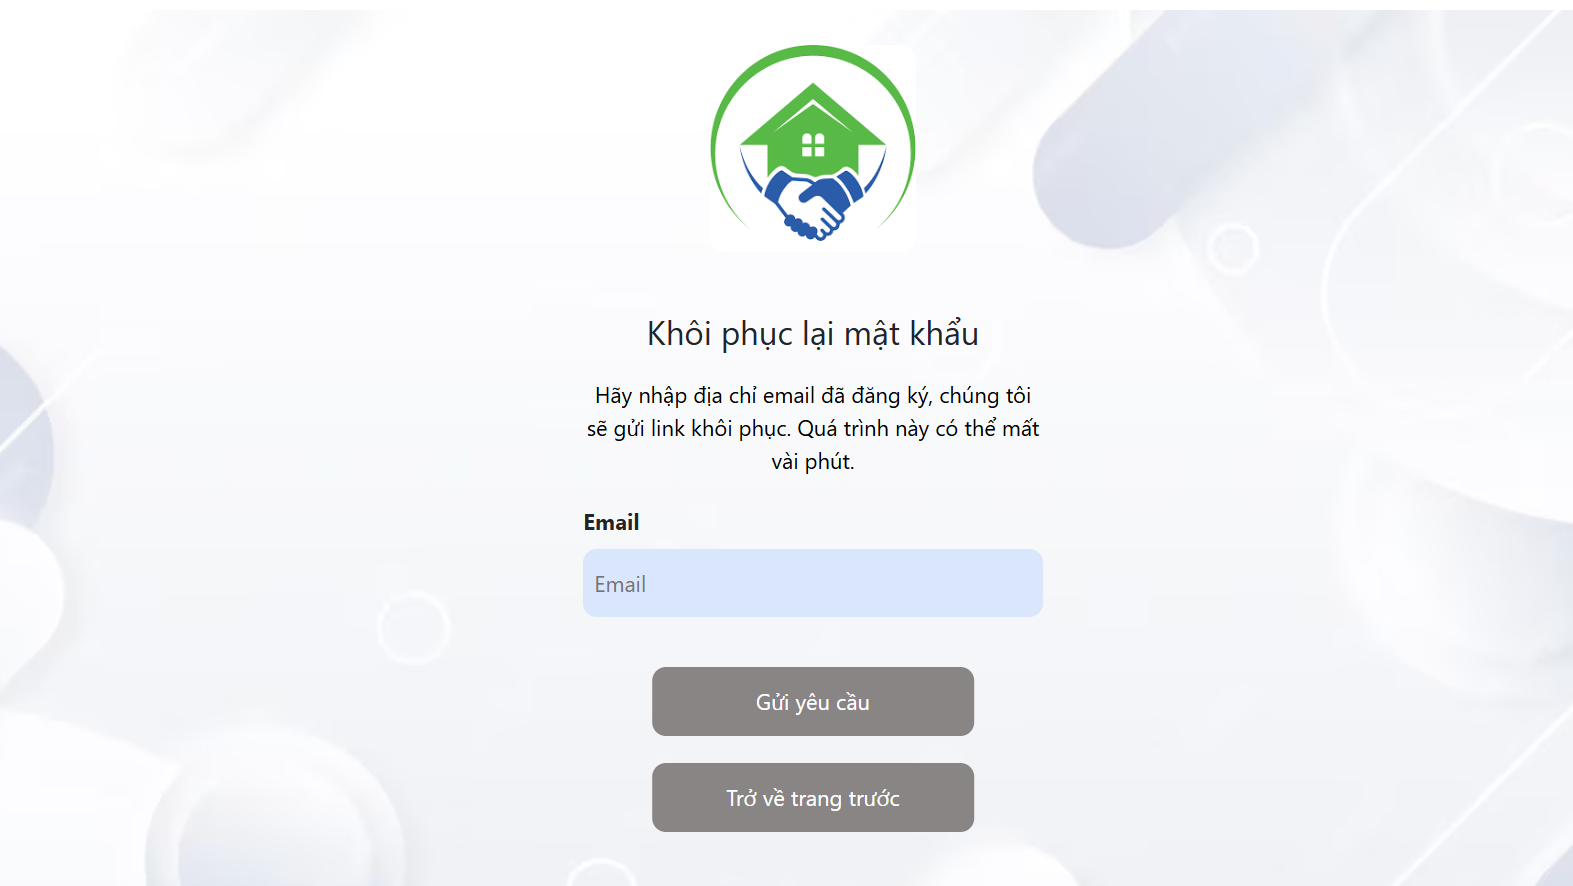 Khôi phục lại mật khẩu
Hãy nhập địa chỉ email đã đăng ký, chúng tôi
sẽ gửi link khôi phục. Quá trình này có thể mất
vài phút.
Email
Email
Gửi yêu cầu
Trở về trang trước